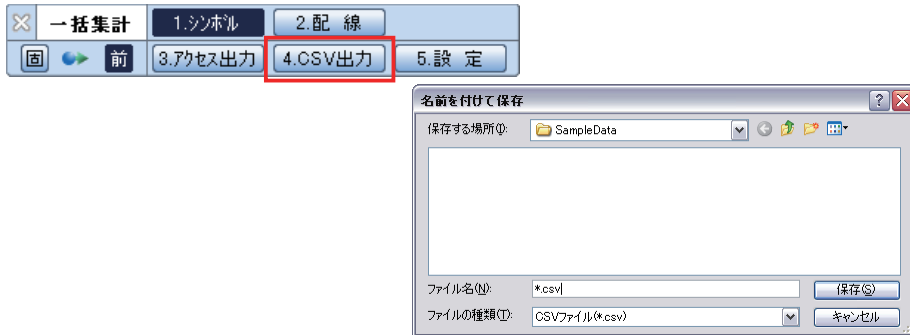 一括集計 1.シンボル 2.配 線
固 前 3.アクセス出力 4.CSV出力 5.設 定
名前を付けて保存
保存する場所(I): SampleData
ファイル名(N): *.csv 保存(S)
ファイルの種類(T): CSVファイル(*.csv) キャンセル